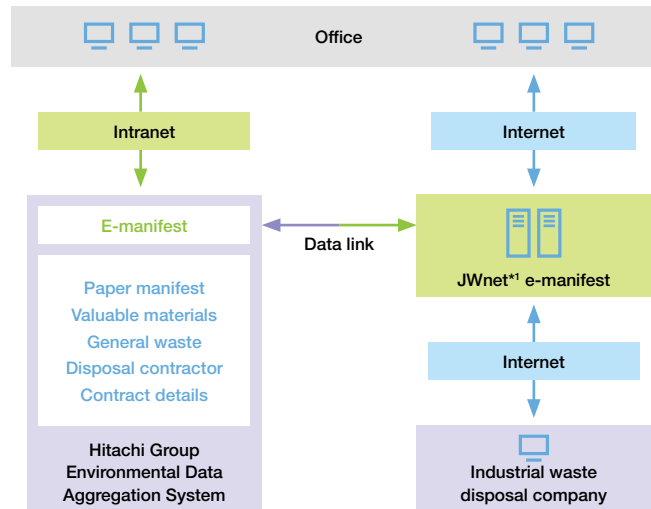 Office
Intranet
Internet
E-manifest
Data link
Paper manifest
Valuable materials
General waste
Disposal contractor
Contract details
Hitachi Group
Environmental Data
Aggregation System
JWnet*1 e-manifest
Internet
Industrial waste
disposal company